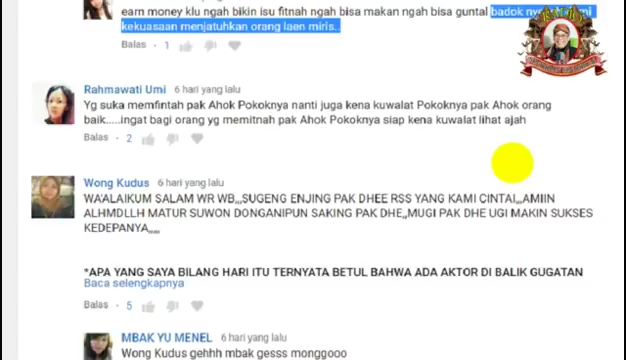 earn money klu ngah bikin isu fitnah ngah bisa makan ngah bisa guntal badok
kekuasaan menjatuhkan orang laen miris..
Balas 1
Rahmawati Umi 6 hari yang lalu
Yg suka memfintah pak Ahok Pokoknya nanti juga kena kuwalat Pokoknya pak Ahok orang
baik.....ingat bagi orang yg memitnah pak Ahok Pokoknya siap kena kuwalat lihat ajah
Balas 2
Wong Kudus 6 hari yang lalu
WA'ALAIKUM SALAM WR WB,,,SUGENG ENJING PAK DHEE RSS YANG KAMI CINTAI,,,AMIIN
ALHMDLLH MATUR SUWON DONGANIPUN SAKING PAK DHE,,MUGI PAK DHE UGI MAKIN SUKSES
KEDEPANYA,,,,
*APA YANG SAYA BILANG HARI ITU TERNYATA BETUL BAHWA ADA AKTOR DI BALIK GUGATAN
Baca selengkapnya
Balas 5
MBAK YU MENEL 6 hari yang lalu
Wong Kudus gehhh mbak gesss monggooo